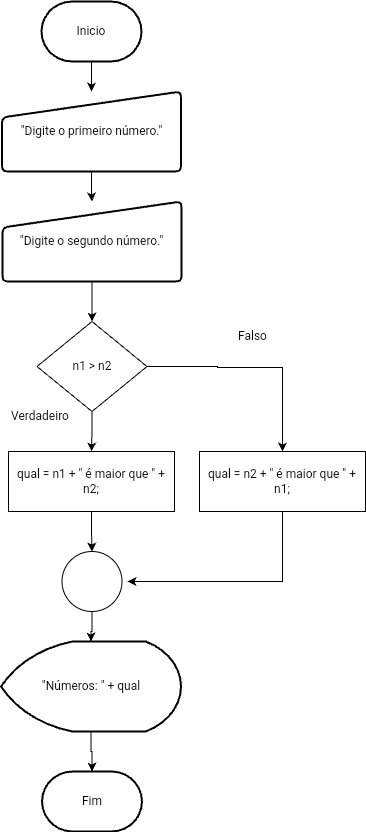 Inicio
"Digite o primeiro número."
"Digite o segundo número."
Falso
n1 > n2
Verdadeiro
qual = n1 + " é maior que " +
n2;
qual = n2 + " é maior que " +
n1;
"Números: " + qual
Fim